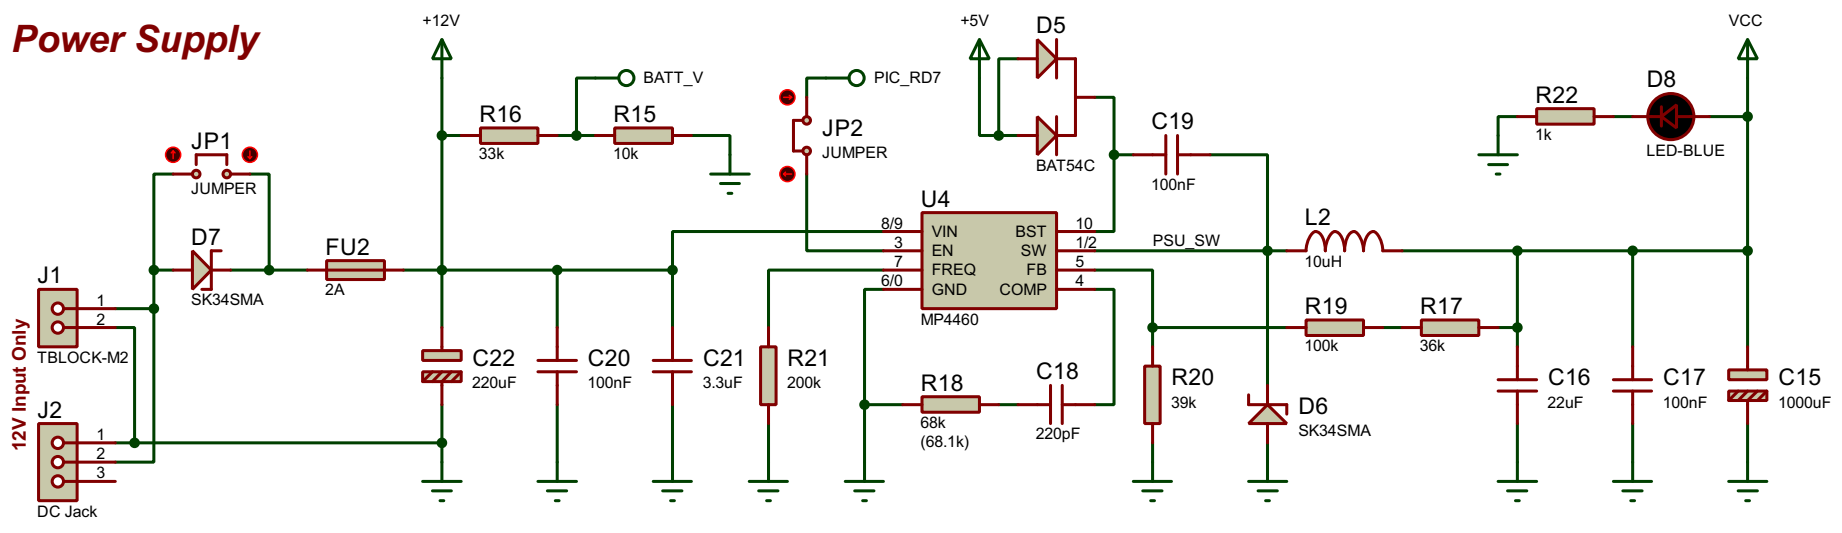 Power Supply
+12V
+5V
VCC
D5
BATT_V
PIC_RD7
D8
R16
33k
R15
10k
JP2
JUMPER
R22
1k
LED-BLUE
C19
100nF
BAT54C
JP1
JUMPER
U4
8/9
VIN
BST
10
3
EN
SW
1/2
7
FREQ
FB
5
6/0
GND
COMP
4
MP4460
PSU_SW
L2
10uH
D7
SK34SMA
FU2
2A
J1
1
2
TBLOCK-M2
12V Input Only
R19
100k
R17
36k
C22
220uF
C20
100nF
C21
3.3uF
R21
200k
R18
68k
(68.1k)
C18
220pF
R20
39k
D6
SK34SMA
C16
22uF
C17
100nF
C15
1000uF
J2
1
2
3
DC Jack